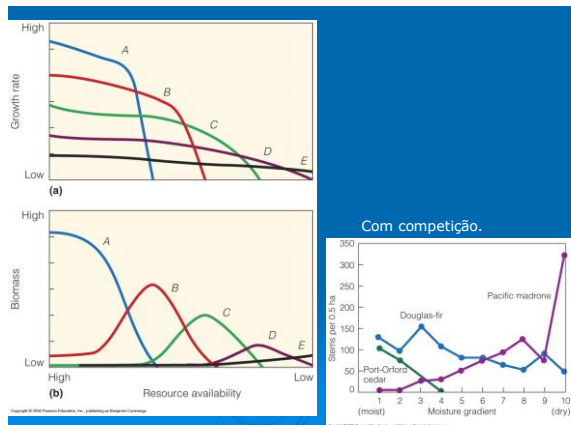 High
Growth rate
Low
A
B
C
D
E
(a)
High
Biomass
Low
A
B
C
D
E
High
Low
(b)
Resource availability
Copyright © 2006 Pearson Education, Inc., publishing as Benjamin Cummings
Com competição.
350
300
250
200
150
100
50
0
Stems per 0.5 ha
Pacific madrone
Douglas-fir
Port-Orford
cedar
1 2 3 4 5 6 7 8 9 10
(moist) Moisture gradient (dry)